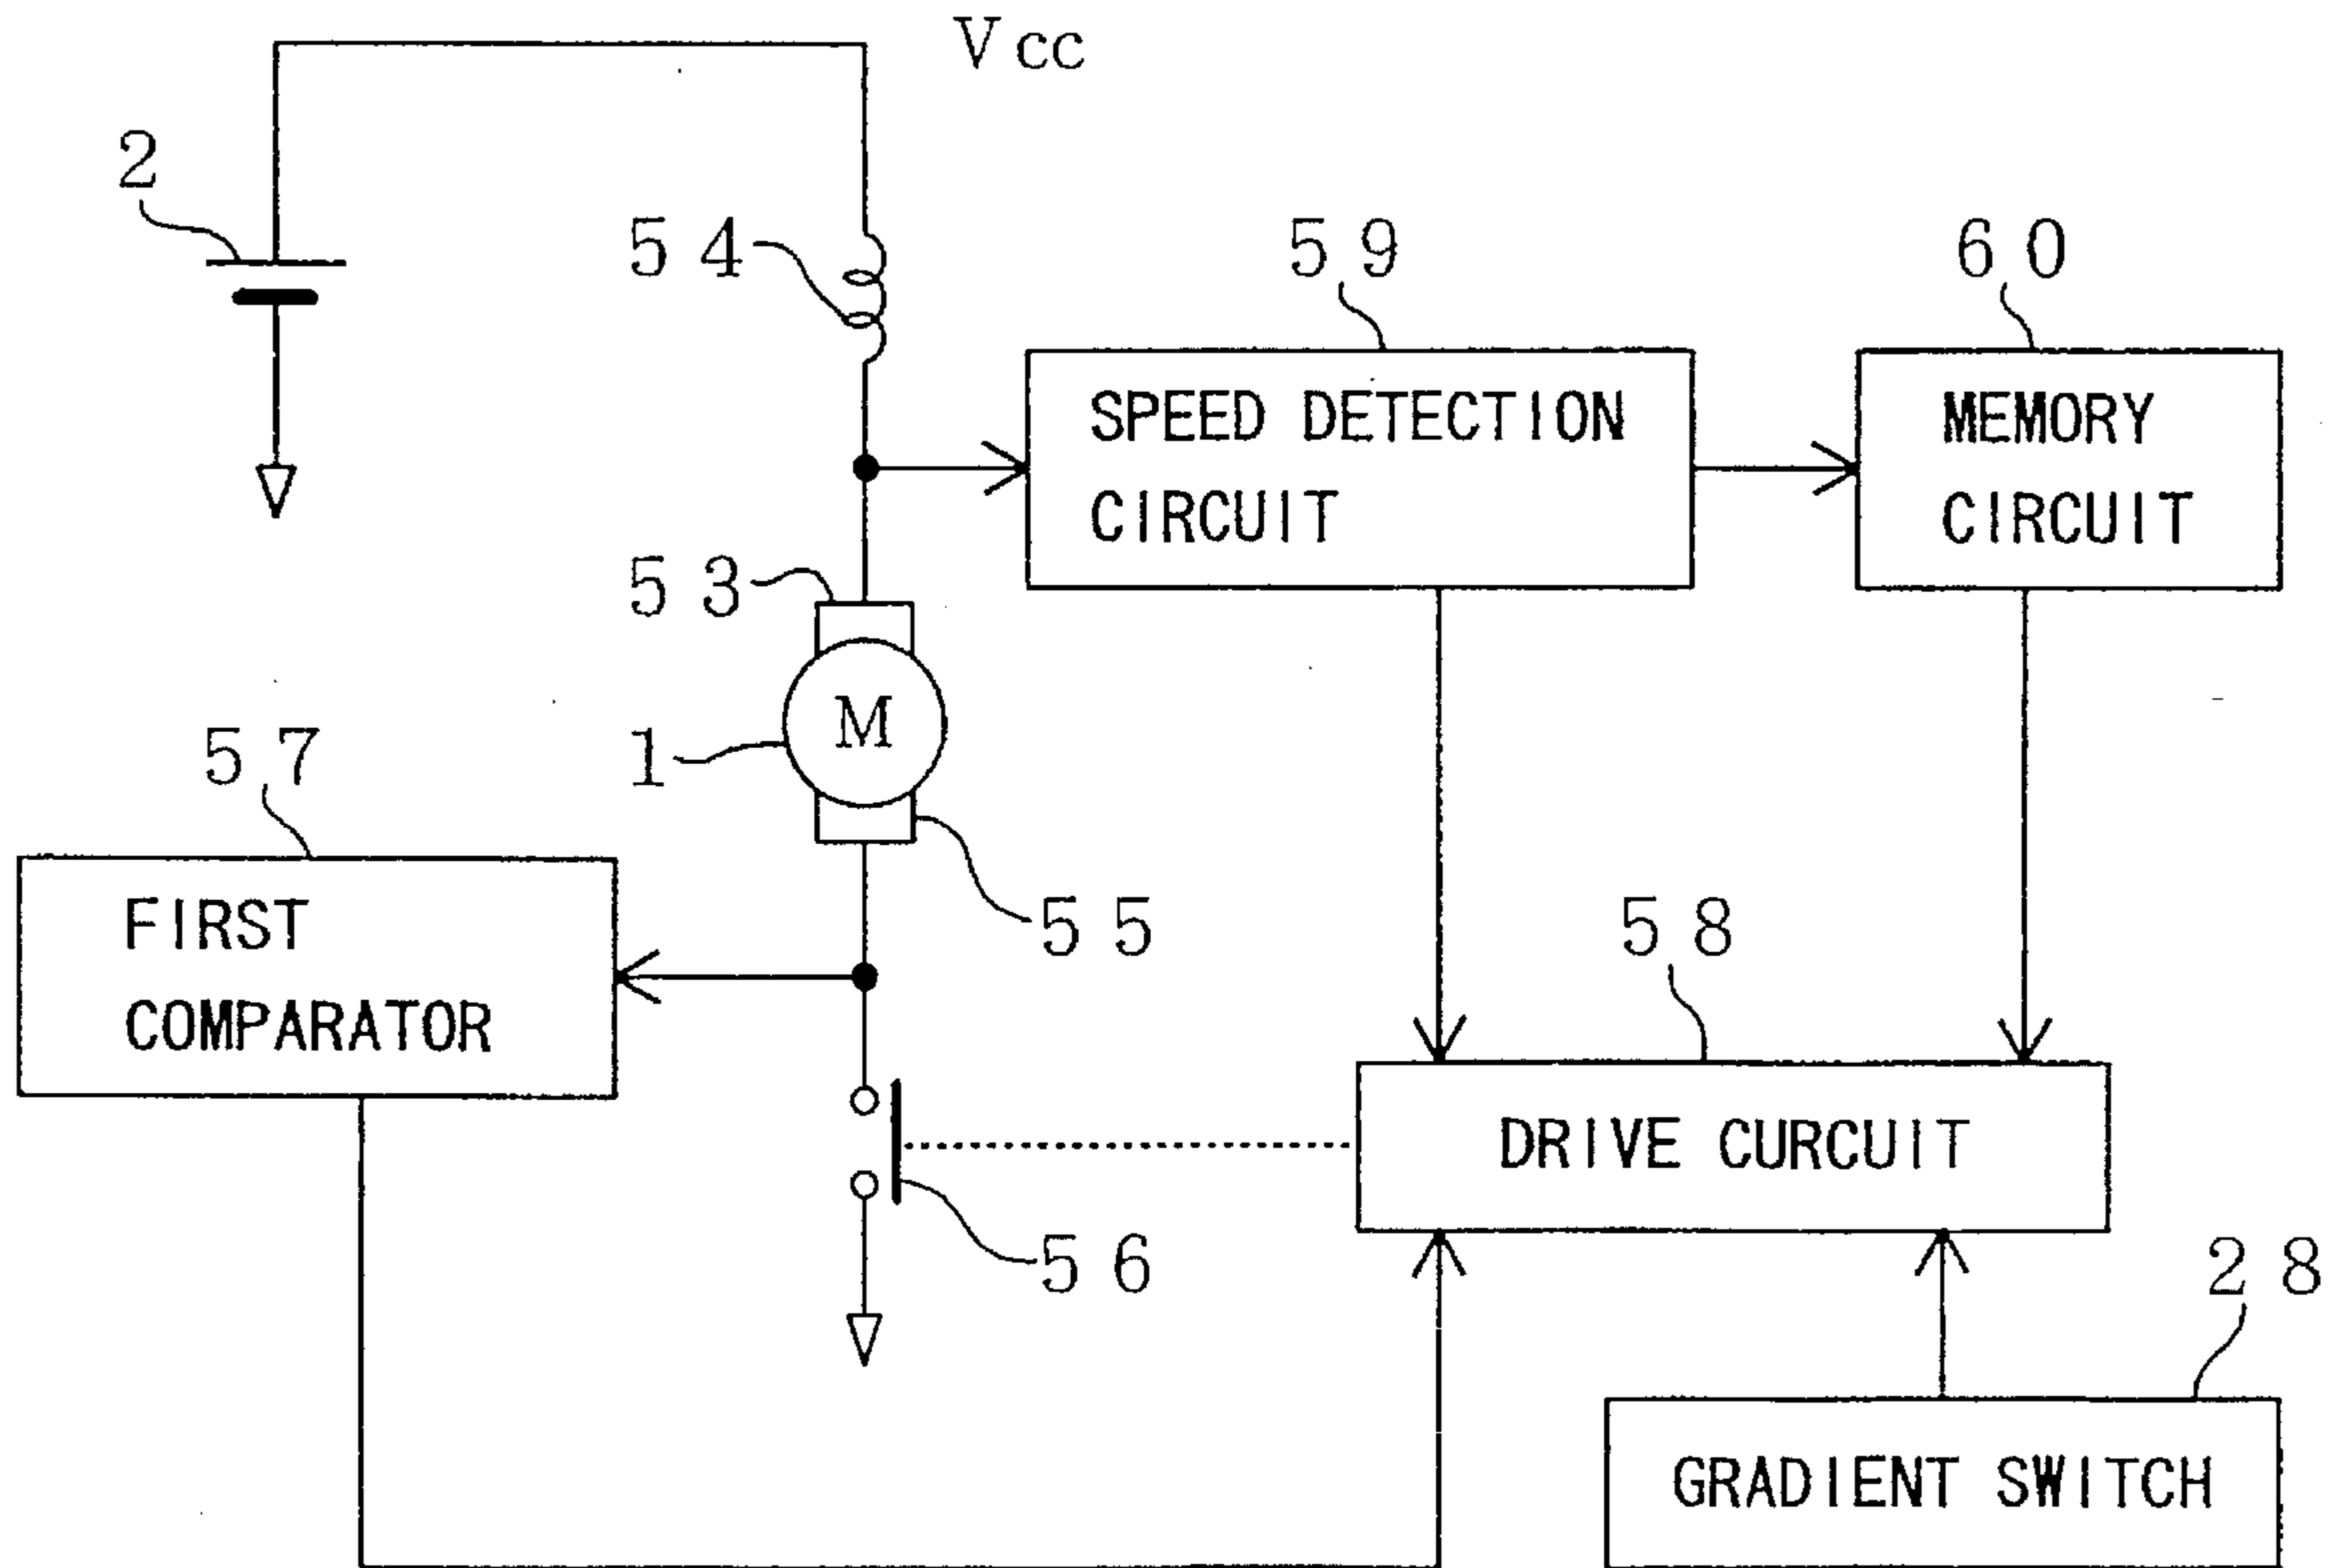 Vcc
2
54
59
60
SPEED DETECTION
CIRCUIT
MEMORY
CIRCUIT
53
M
1
57
55
58
FIRST
COMPARATOR
DRIVE CURCUIT
56
28
GRADIENT SWITCH